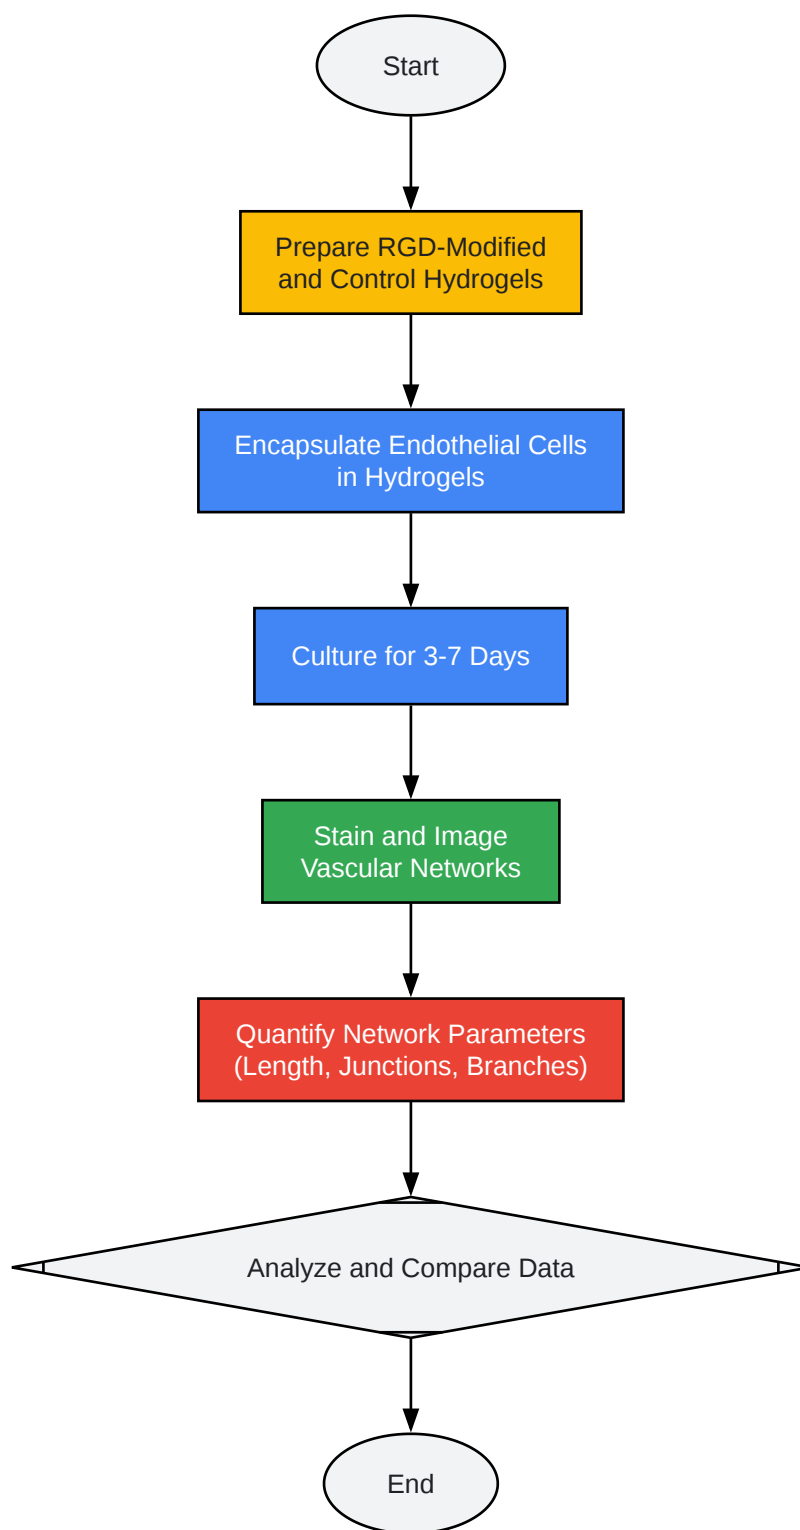 Start
Prepare RGD-Modified
and Control Hydrogels
Encapsulate Endothelial Cells
in Hydrogels
Culture for 3-7 Days
Stain and Image
Vascular Networks
Quantify Network Parameters
(Length, Junctions, Branches)
Analyze and Compare Data
End